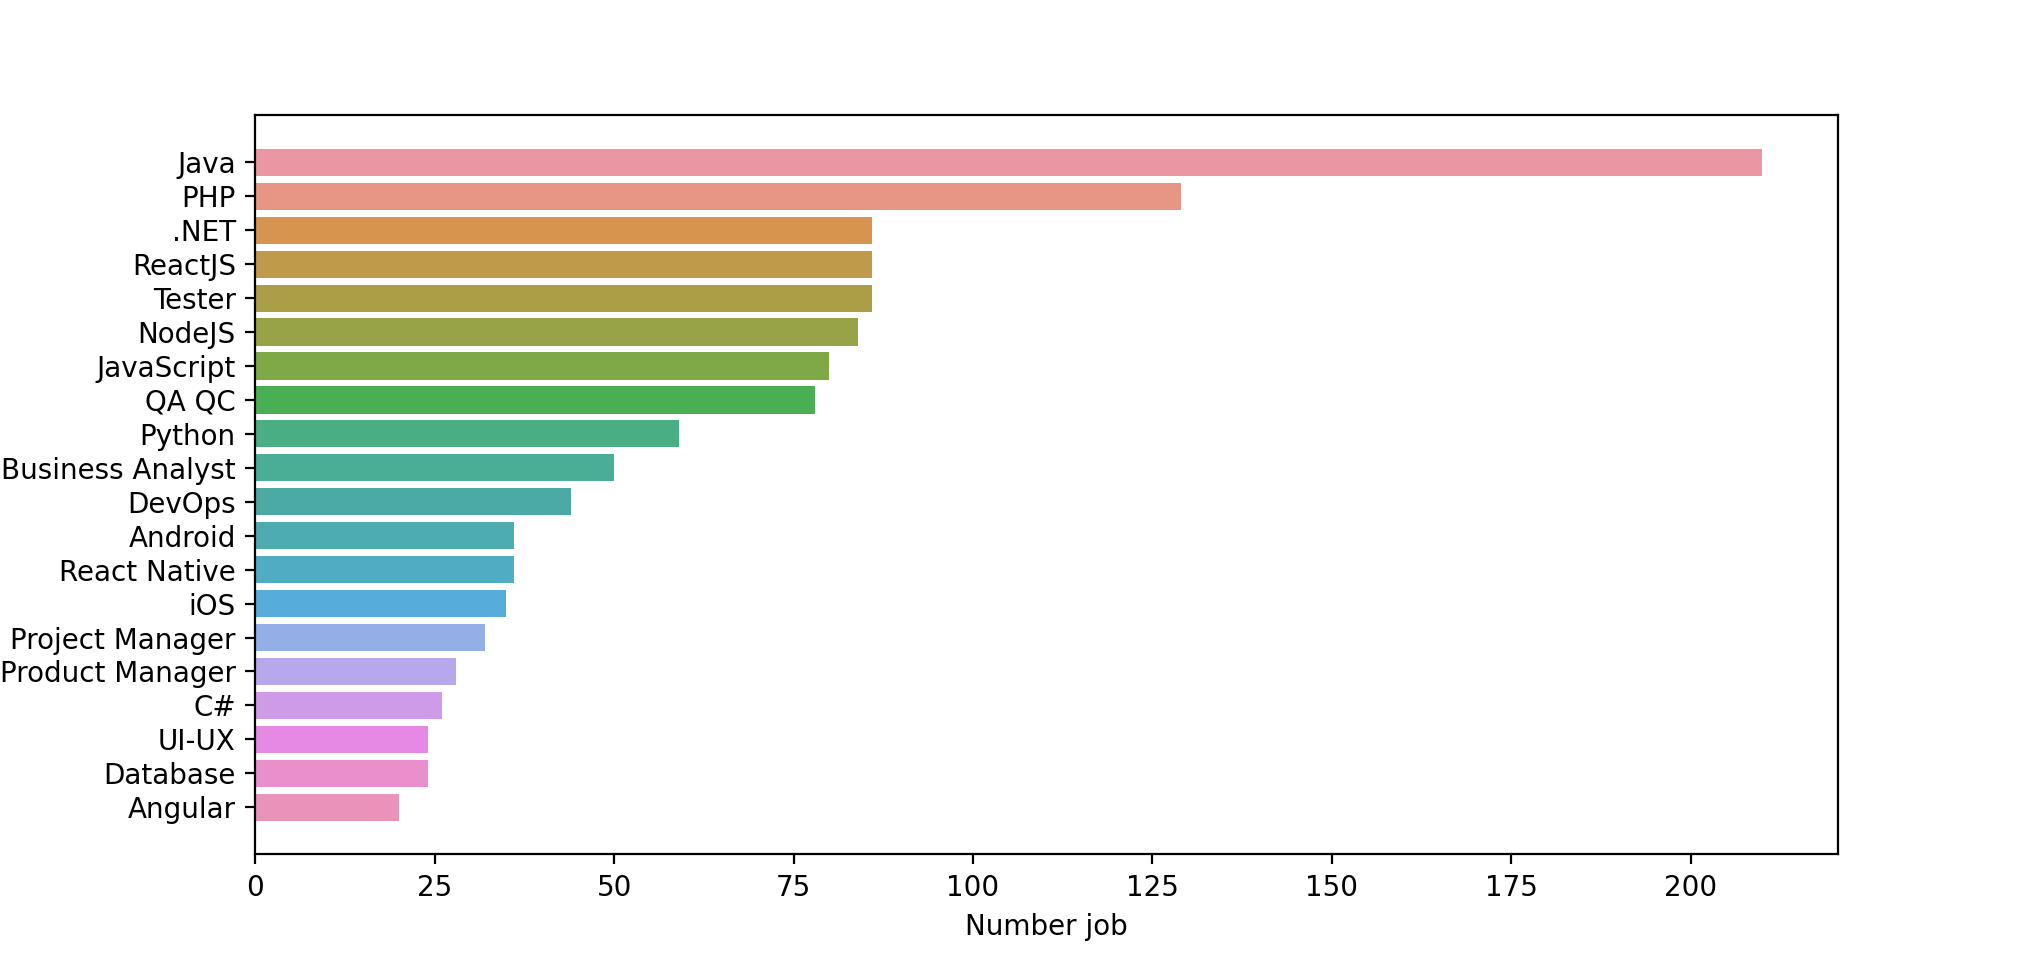 Java
PHP
.NET
ReactJS
Tester
NodeJS
JavaScript
QA QC
Python
Business Analyst
DevOps
Android
React Native
iOS
Project Manager
Product Manager
C#
UI-UX
Database
Angular
0 25 50 75 100 125 150 175 200
Number job